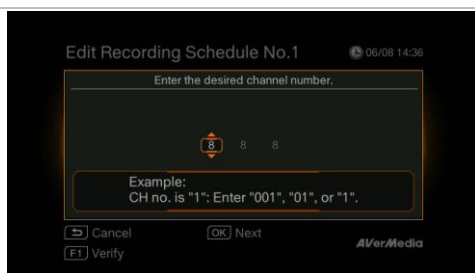 Edit Recording Schedule No.1 06/08 14:36
Enter the desired channel number.
8 8 8
Example:
CH no. is "1": Enter "001", "01", or "1".
Cancel OK Next
F1 Verify
AVerMedia